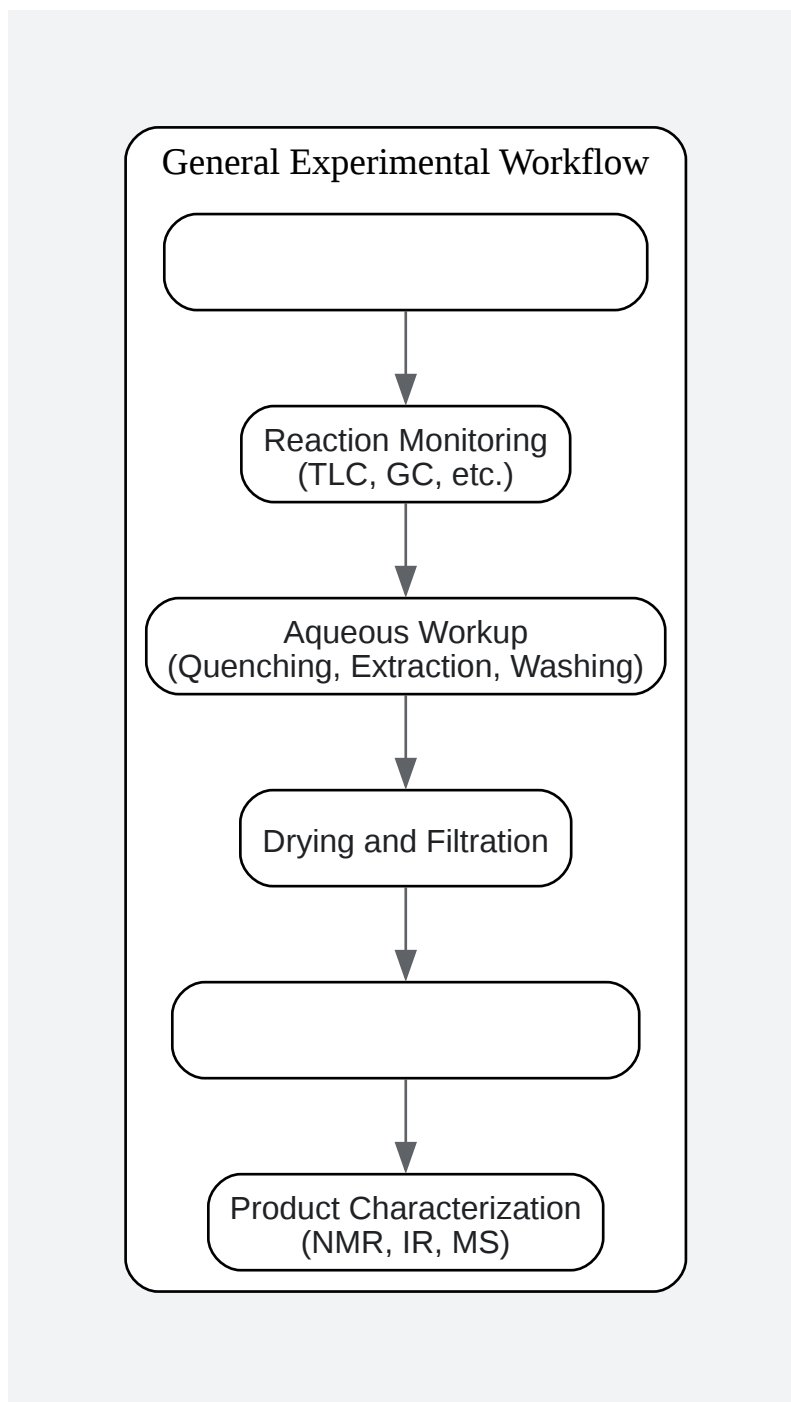 General Experimental Workflow
Reaction Monitoring
(TLC, GC, etc.)
Aqueous Workup
(Quenching, Extraction, Washing)
Drying and Filtration
Product Characterization
(NMR, IR, MS)